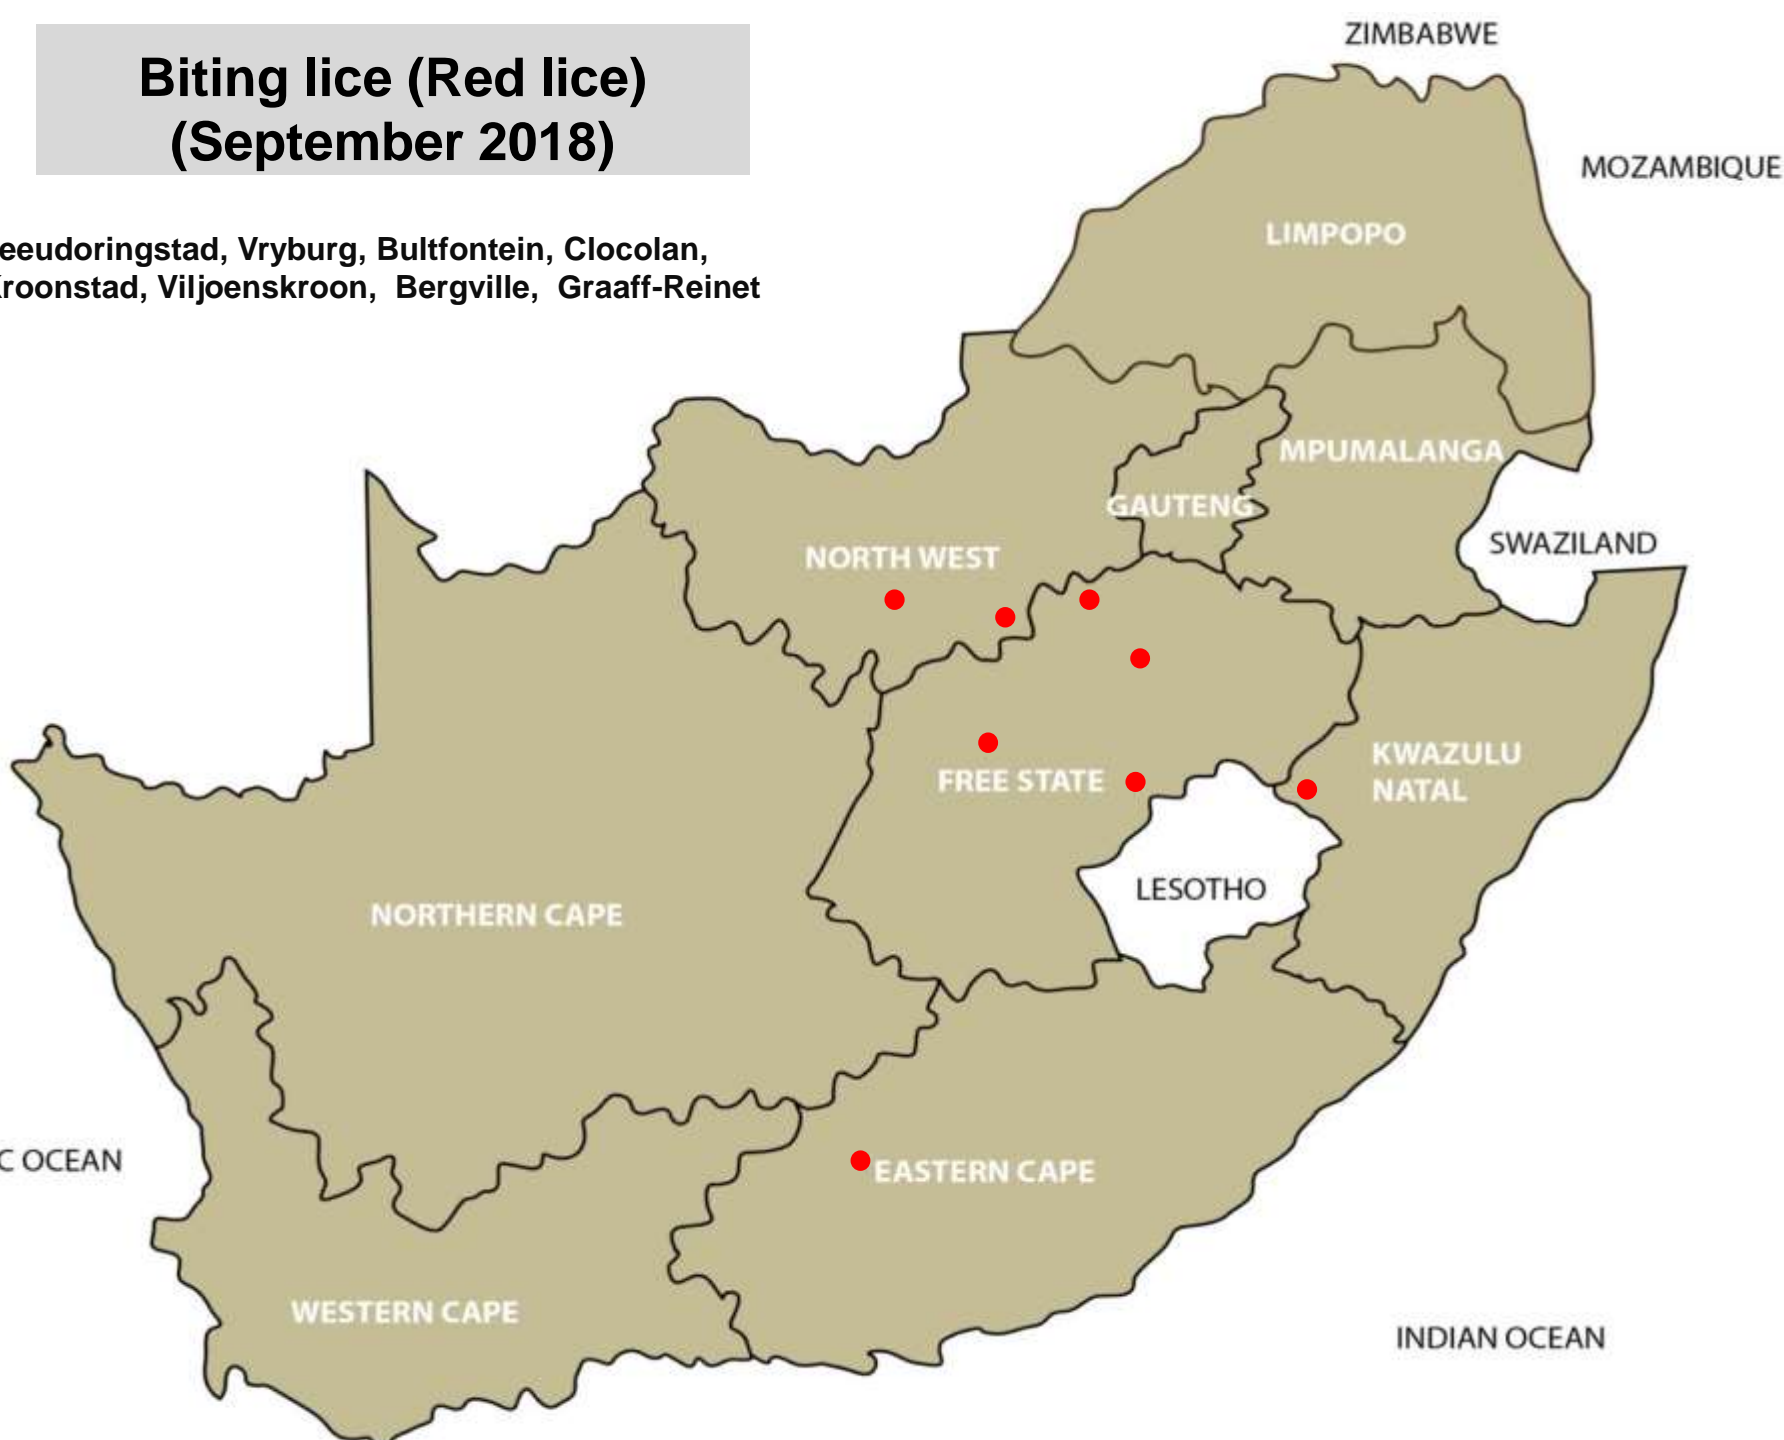 Biting lice (Red lice)
(September 2018)
eeudoringstad, Vryburg, Bultfontein, Clocolan,
Kroonstad, Viljoenskroon, Bergville, Graaff-Reinet
ZIMBABWE
MOZAMBIQUE
LIMPOPO
MPUMALANGA
GAUTENG
SWAZILAND
NORTH WEST
KWAZULU
NATAL
FREE STATE
LESOTHO
NORTHERN CAPE
C OCEAN
EASTERN CAPE
WESTERN CAPE
INDIAN OCEAN